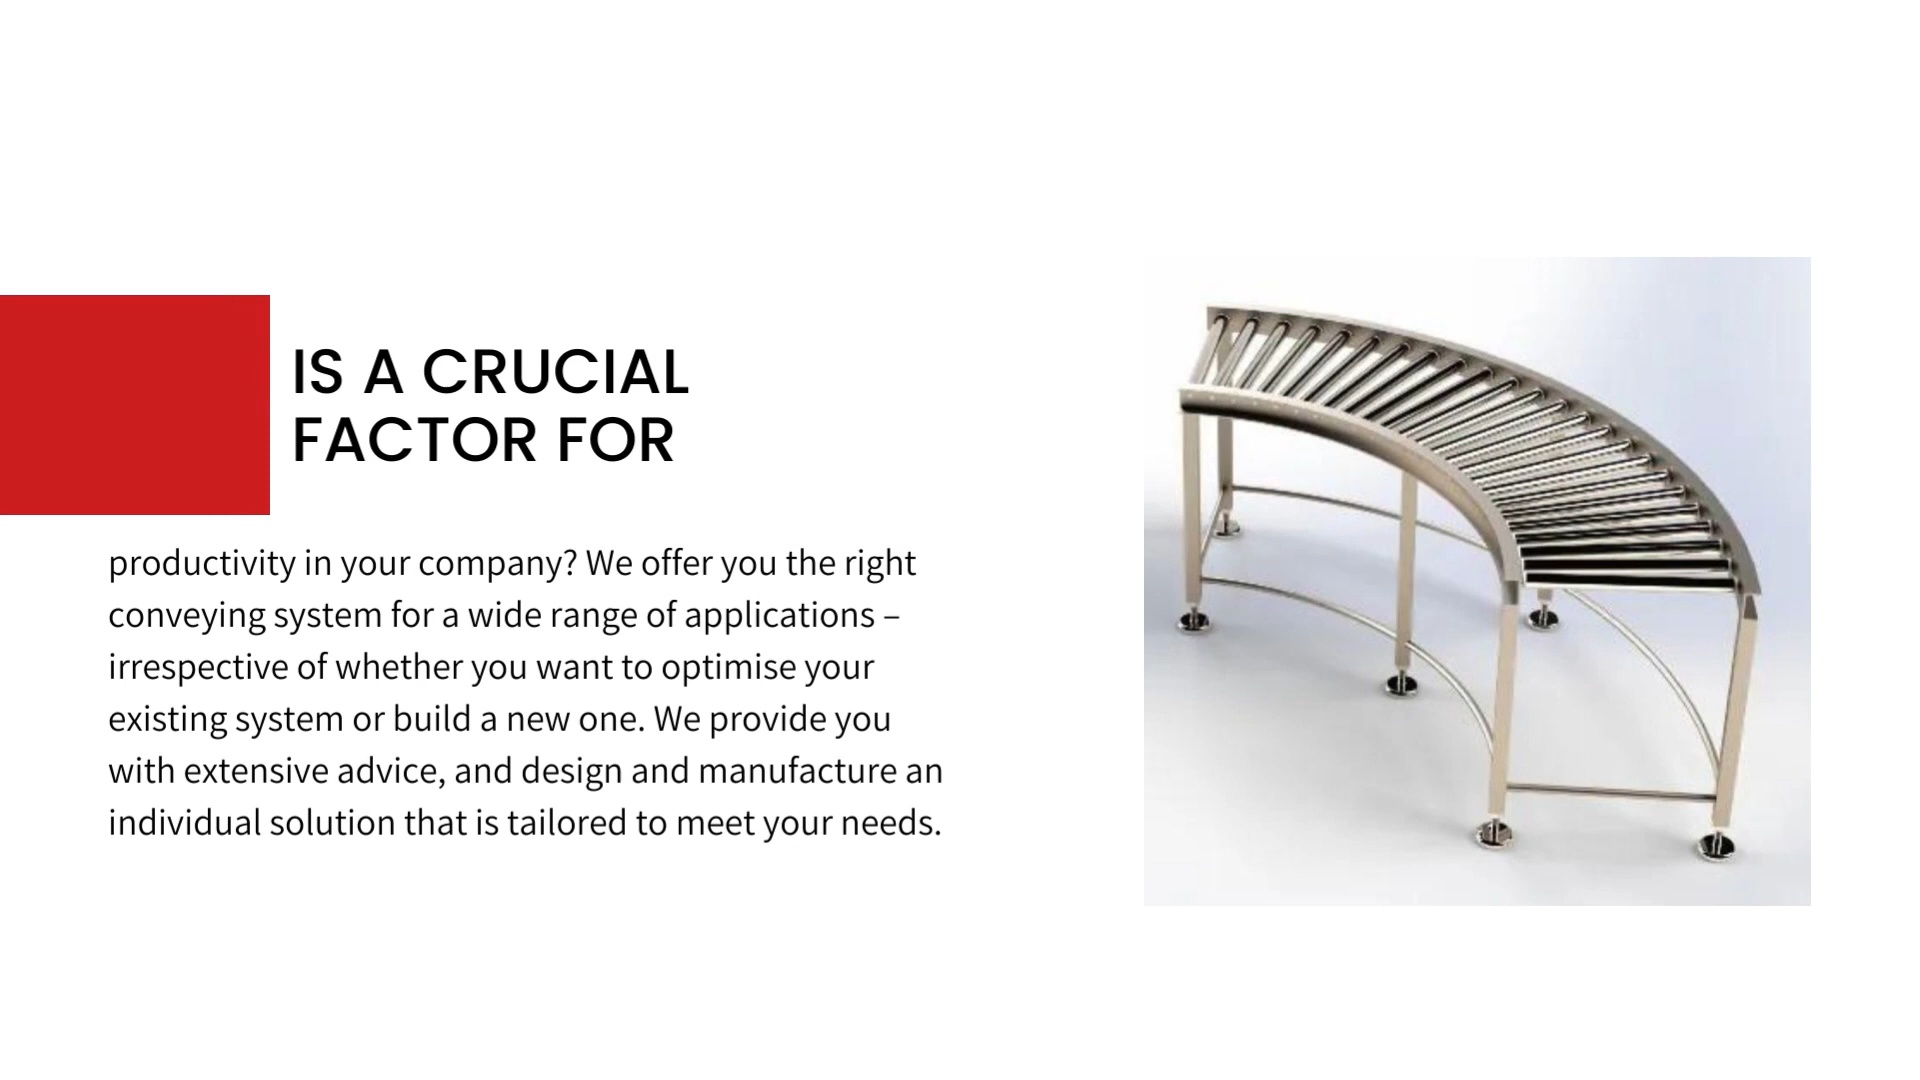 IS A CRUCIAL
FACTOR FOR
productivity in your company? We offer you the right
conveying system for a wide range of applications –
irrespective of whether you want to optimise your
existing system or build a new one. We provide you
with extensive advice, and design and manufacture an
individual solution that is tailored to meet your needs.